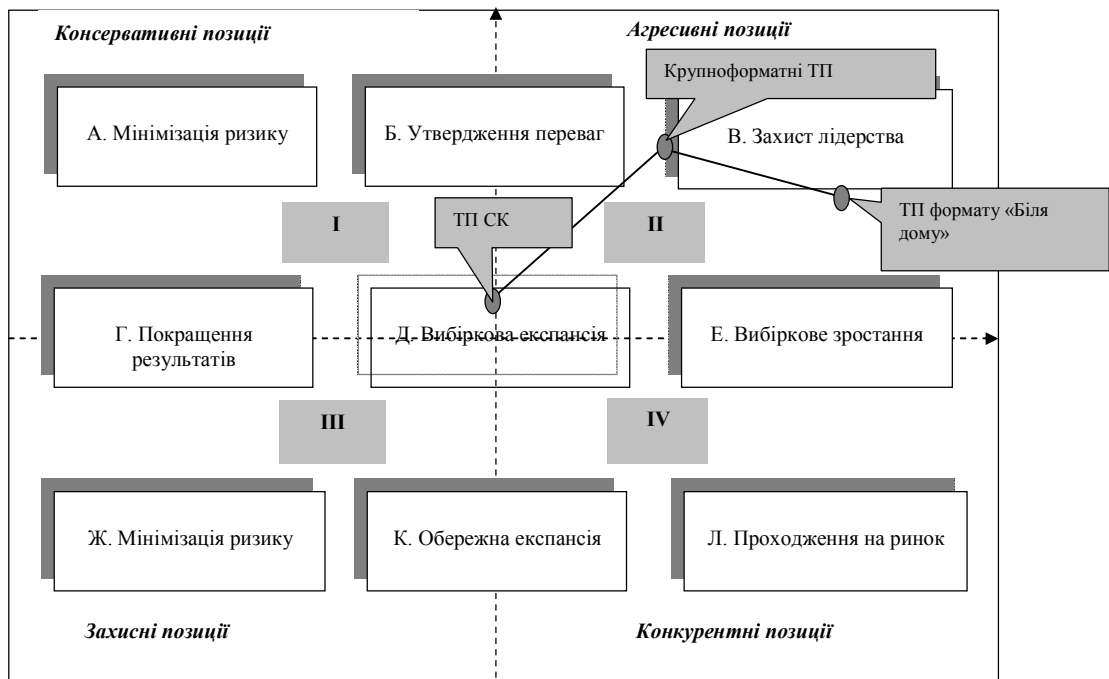 Консервативні позиції
Агресивні позиції
Крупноформатні ТП
А. Мінімізація ризику
Б. Утвердження переваг
В. Захист лідерства
ТП формату «Біля
дому»
ТП СК
I
II
Г. Покращення
результатів
Д. Вибіркова експансія
Е. Вибіркове зростання
III
IV
Ж. Мінімізація ризику
К. Обережна експансія
Л. Проходження на ринок
Захисні позиції
Конкурентні позиції